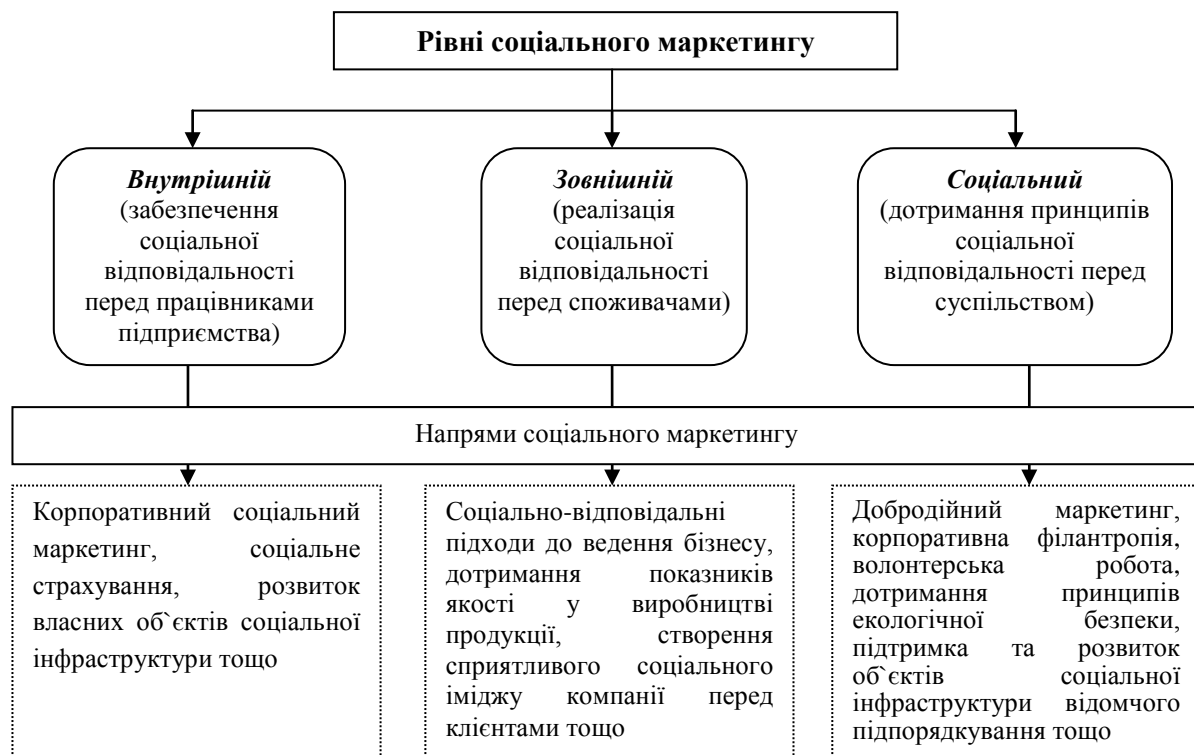 Рівні соціального маркетингу
Внутрішній
(забезпечення
соціальної
відповідальності
перед працівниками
підприємства)
Зовнішній
(реалізація
соціальної
відповідальності
перед споживачами)
Соціальний
(дотримання принципів
соціальної
відповідальності перед
суспільством)
Напрями соціального маркетингу
Корпоративний соціальний
маркетинг, соціальне
страхування, розвиток
власних об`єктів соціальної
інфраструктури тощо
Соціально-відповідальні
підходи до ведення бізнесу,
дотримання показників
якості у виробництві
продукції, створення
сприятливого соціального
іміджу компанії перед
клієнтами тощо
Добродійний маркетинг,
корпоративна філантропія,
волонтерська робота,
дотримання принципів
екологічної безпеки,
підтримка та розвиток
об`єктів соціальної
інфраструктури відомчого
підпорядкування тощо